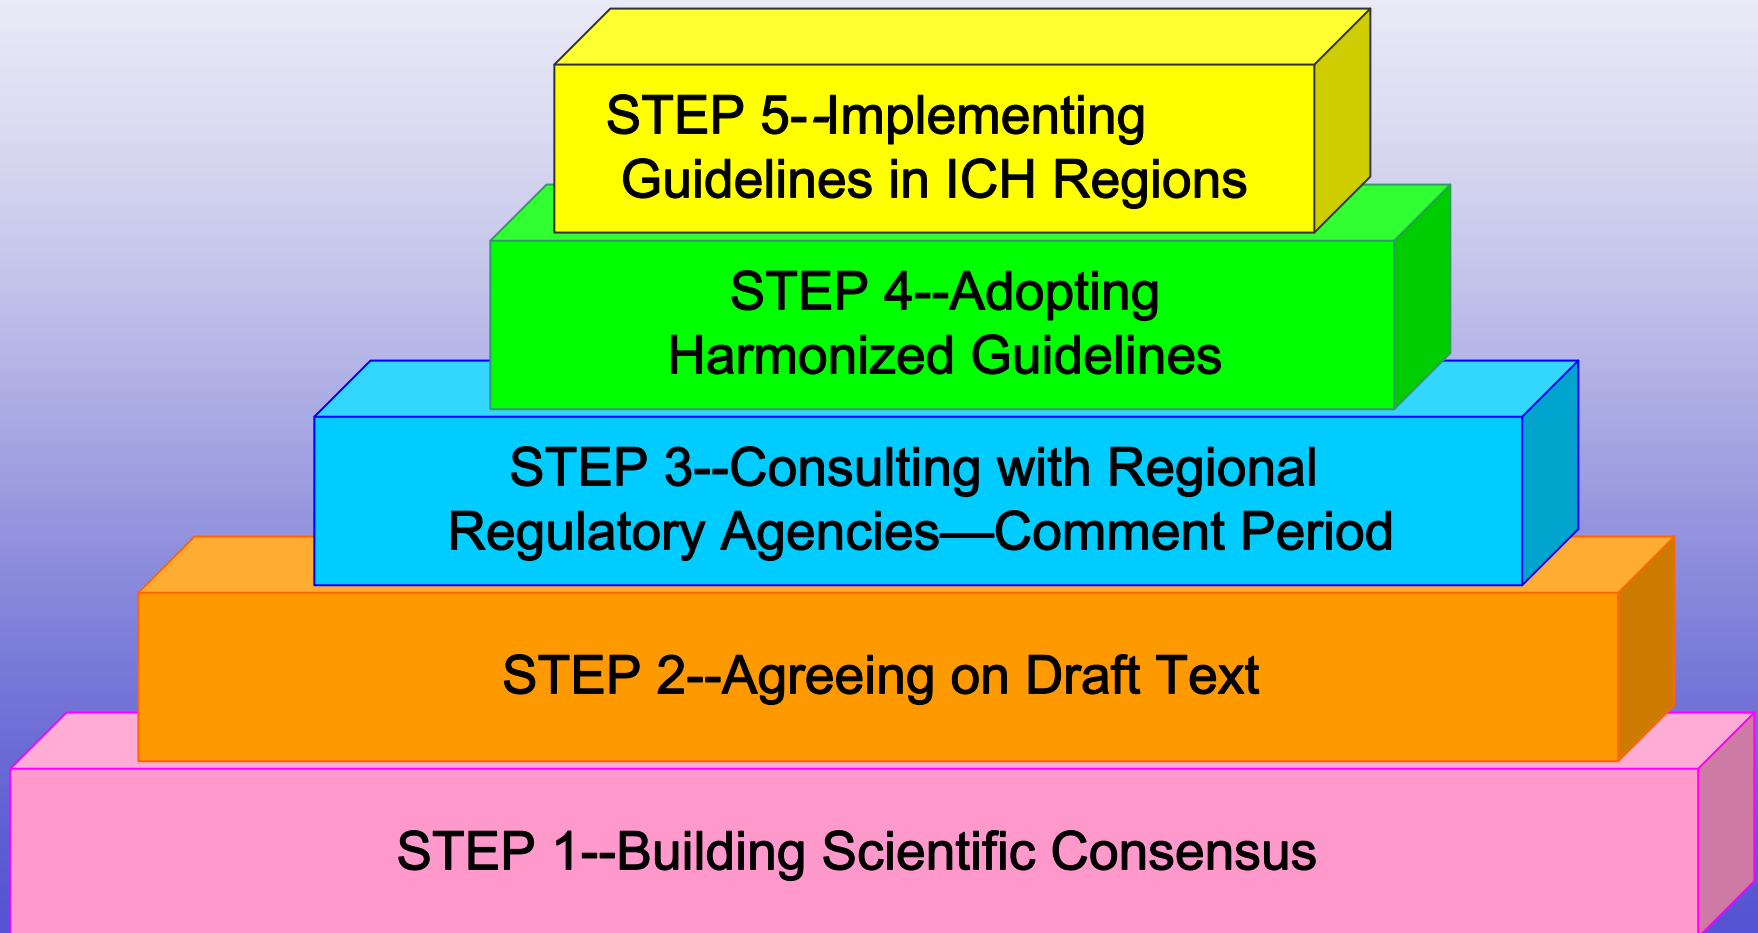 STEP 5--Implementing
Guidelines in ICH Regions
STEP 4--Adopting
Harmonized Guidelines
STEP 3--Consulting with Regional
Regulatory Agencies—Comment Period
STEP 2--Agreeing on Draft Text
STEP 1--Building Scientific Consensus